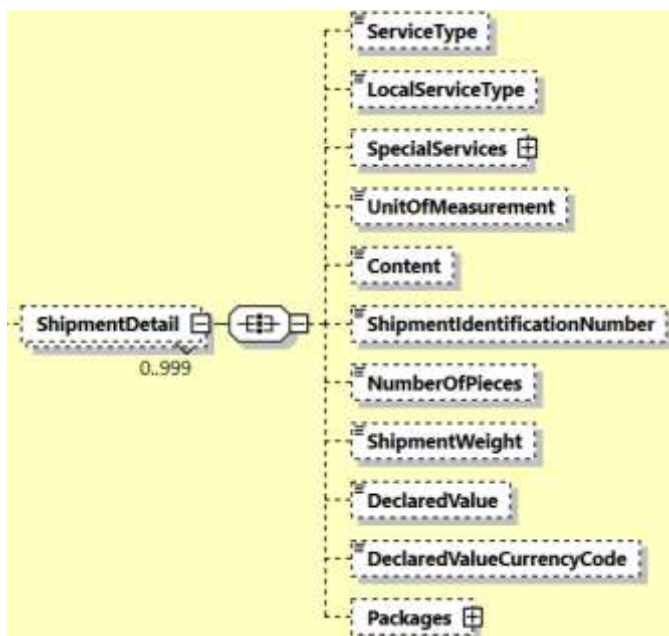 ServiceType
LocalServiceType
SpecialServices
UnitOfMeasurement
Content
ShipmentDetail
0..999
ShipmentIdentificationNumber
NumberOfPieces
ShipmentWeight
DeclaredValue
DeclaredValueCurrencyCode
Packages